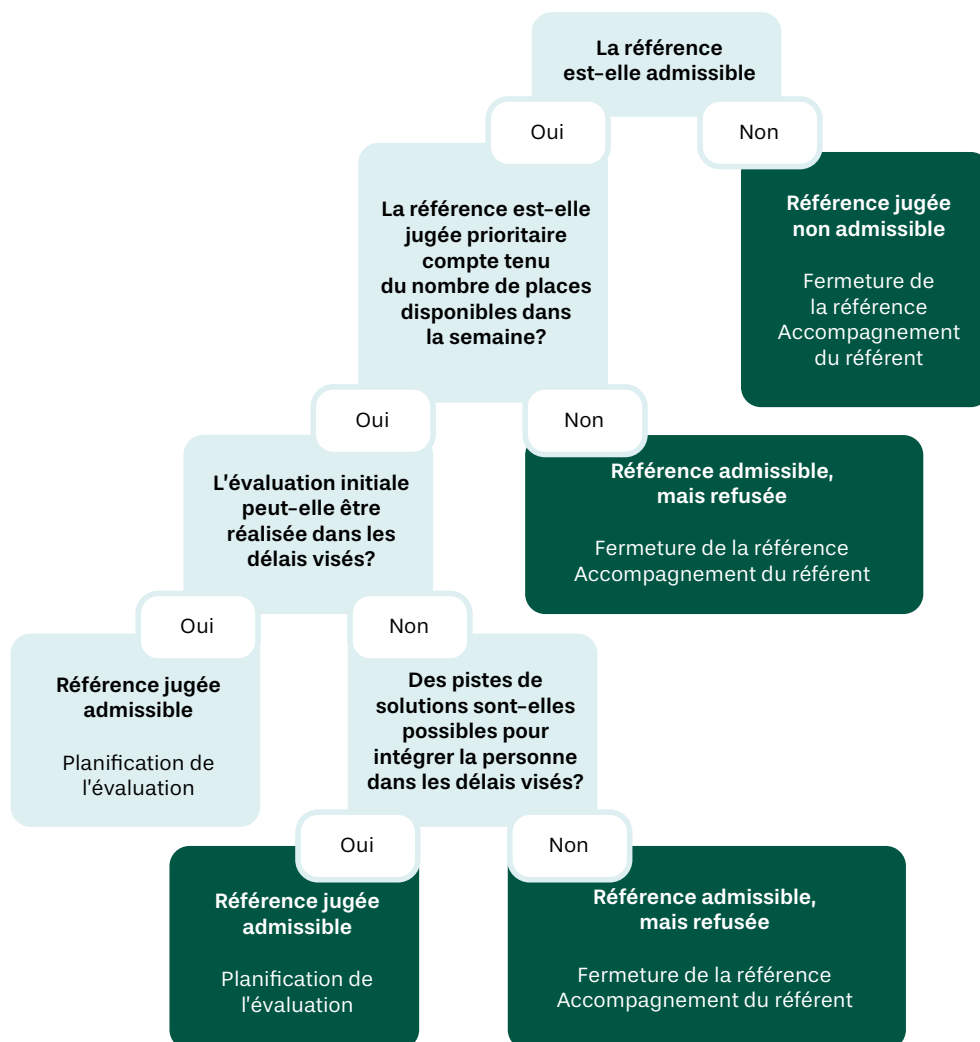 La référence
est-elle admissible
Oui
Non
La référence est-elle
jugée prioritaire
compte tenu
du nombre de places
disponibles dans
la semaine?
Référence jugée
non admissible
Fermeture de
la référence
Accompagnement
du référent
Oui
Non
L'évaluation initiale
peut-elle être
réalisée dans les
délais visés?
Référence admissible,
mais refusée
Fermeture de la référence
Accompagnement du référent
Oui
Non
Référence jugée
admissible
Planification de
l'évaluation
Des pistes de
solutions sont-elles
possibles pour
intégrer la personne
dans les délais visés?
Oui
Non
Référence jugée
admissible
Planification de
l'évaluation
Référence admissible,
mais refusée
Fermeture de la référence
Accompagnement du référent